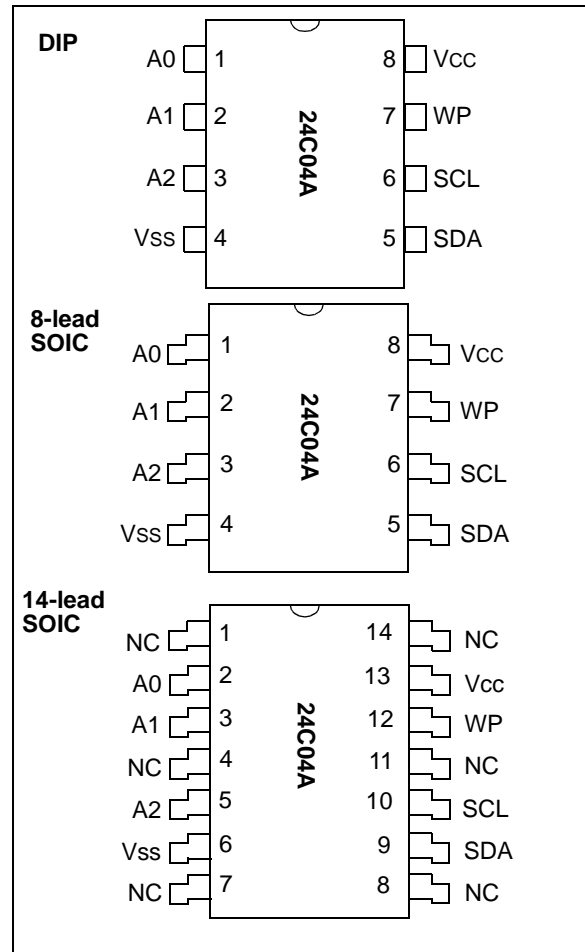 DIP
A0 1 8 VCC
A1 2 7 WP
24C04A
A2 3 6 SCL
VSS 4 5 SDA
8-lead
SOIC
A0 1 8 VCC
A1 2 7 WP
24C04A
A2 3 6 SCL
VSS 4 5 SDA
14-lead
SOIC
NC 1 14 NC
A0 2 13 Vcc
A1 3 12 WP
24C04A
NC 4 11 NC
A2 5 10 SCL
Vss 6 9 SDA
NC 7 8 NC